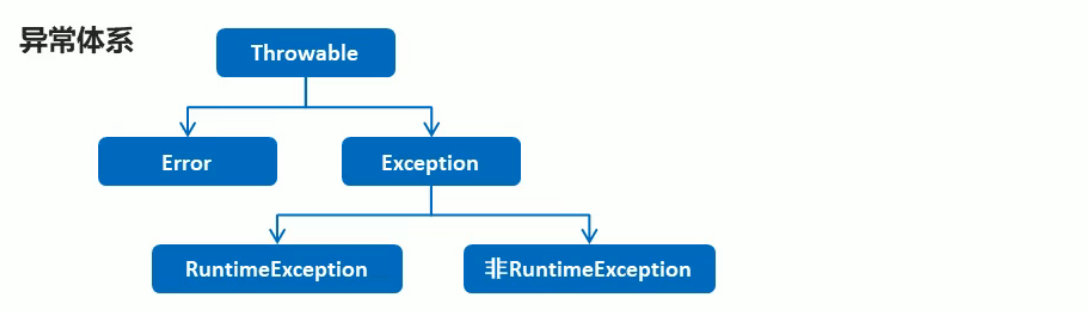 异常体系
Throwable
Error
Exception
RuntimeException
非RuntimeException